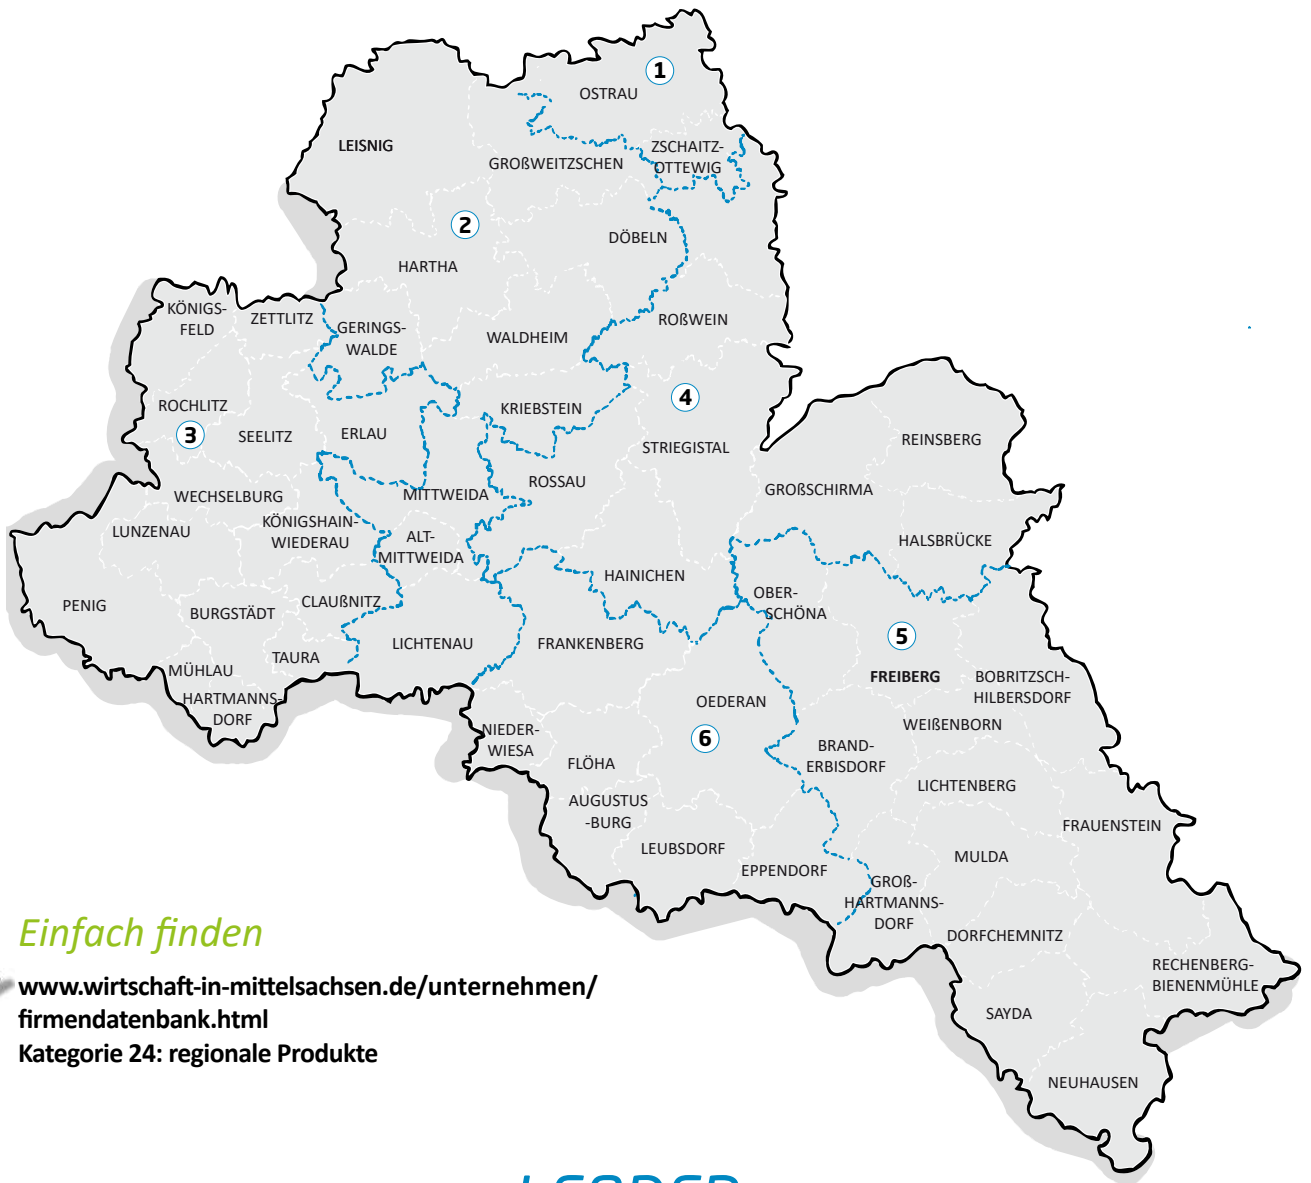 1
OSTRAU
LEISNIG
ZSCHAITZ-
OTTEWIG
GROßWEITZSCHEN
2
DÖBELN
HARTHA
KÖNIGS-
FELD
ZETTLITZ
GERINGS-
WALDE
WALDHEIM
ROßWEIN
ROCHLITZ
3
SEELITZ
ERLAU
KRIEBSTEIN
4
STRIEGISTAL
REINSBERG
WECHSELBURG
MITTWEIDA
ROSSAU
GROßSCHIRMA
LUNZENAU
KÖNIGSHAIN-
WIEDERAU
ALT-
MITTWEIDA
HALSBRÜCKE
HAINICHEN
PENIG
BURGSTÄDT
CLAUßNITZ
OBER-
SCHÖNA
LICHTENAU
FRANKENBERG
5
FREIBERG
TAURA
MÜHLAU
HARTMANNS-
DORF
BOBRITZSCH-
HILBERSDORF
OEDERAN
6
WEIßENBORN
NIEDER-
WIESA
FLÖHA
BRAND-
ERBISDORF
LICHTENBERG
AUGUSTUS
-BURG
FRAUENSTEIN
LEUBSDORF
EPPENDORF
MULDA
GROß-
HARTMANNS-
DORF
DORFCHEMNITZ
RECHENBERG-
BIENENMÜHLE
SAYDA
NEUHAUSEN
Einfach finden
www.wirtschaft-in-mittelsachsen.de/unternehmen/
firmendatenbank.html
Kategorie 24: regionale Produkte